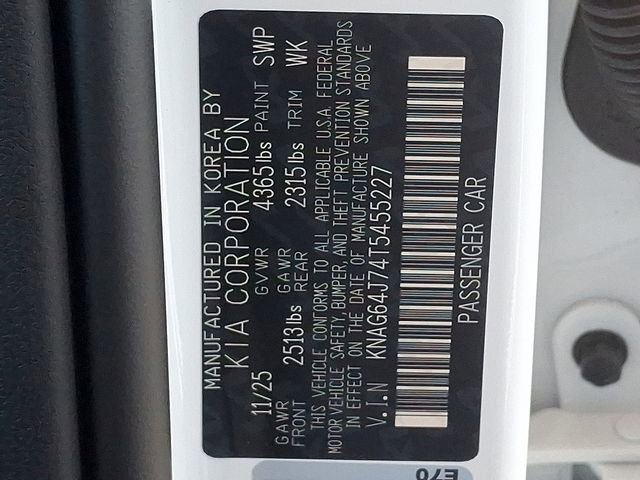 MANUFACTURED IN KOREA BY
KIA CORPORATION
11/25 GVWR 4365lbs PAINT SWP
GAWR FRONT 2513lbs GAWR REAR 2315lbs TRIM WK
THIS VEHICLE CONFORMS TO ALL APPLICABLE U.S.A. FEDERAL
MOTOR VEHICLE SAFETY, BUMPER, AND THEFT PREVENTION STANDARDS
IN EFFECT ON THE DATE OF MANUFACTURE SHOWN ABOVE
V.I.N KNAG64J74T5455227
PASSENGER CAR
E70